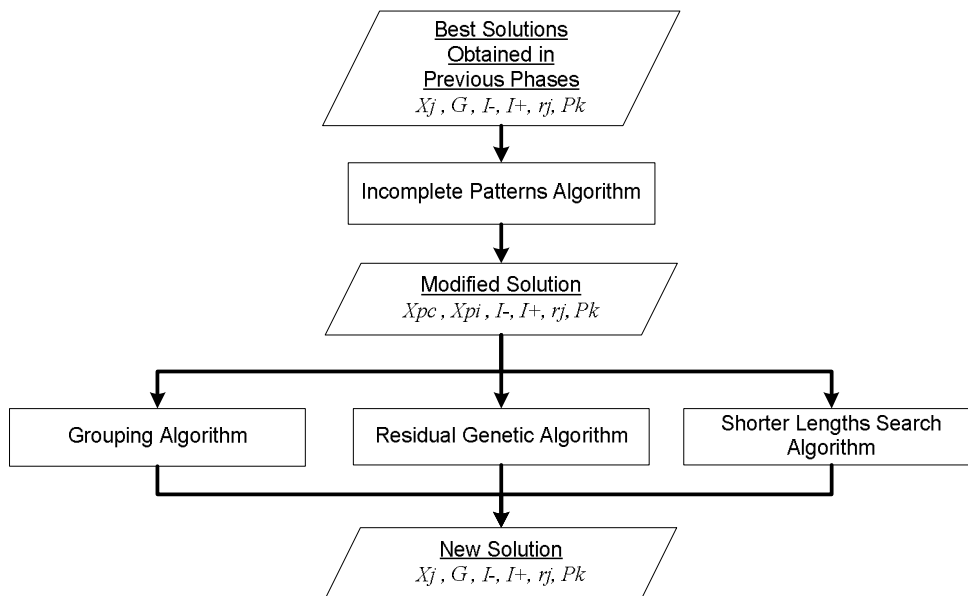 Best Solutions
Obtained in
Previous Phases
Xj , G , I-, I+, rj, Pk
Incomplete Patterns Algorithm
Modified Solution
Xpc , Xpi , I-, I+, rj, Pk
Grouping Algorithm
Residual Genetic Algorithm
Shorter Lengths Search
Algorithm
New Solution
Xj , G , I-, I+, rj, Pk